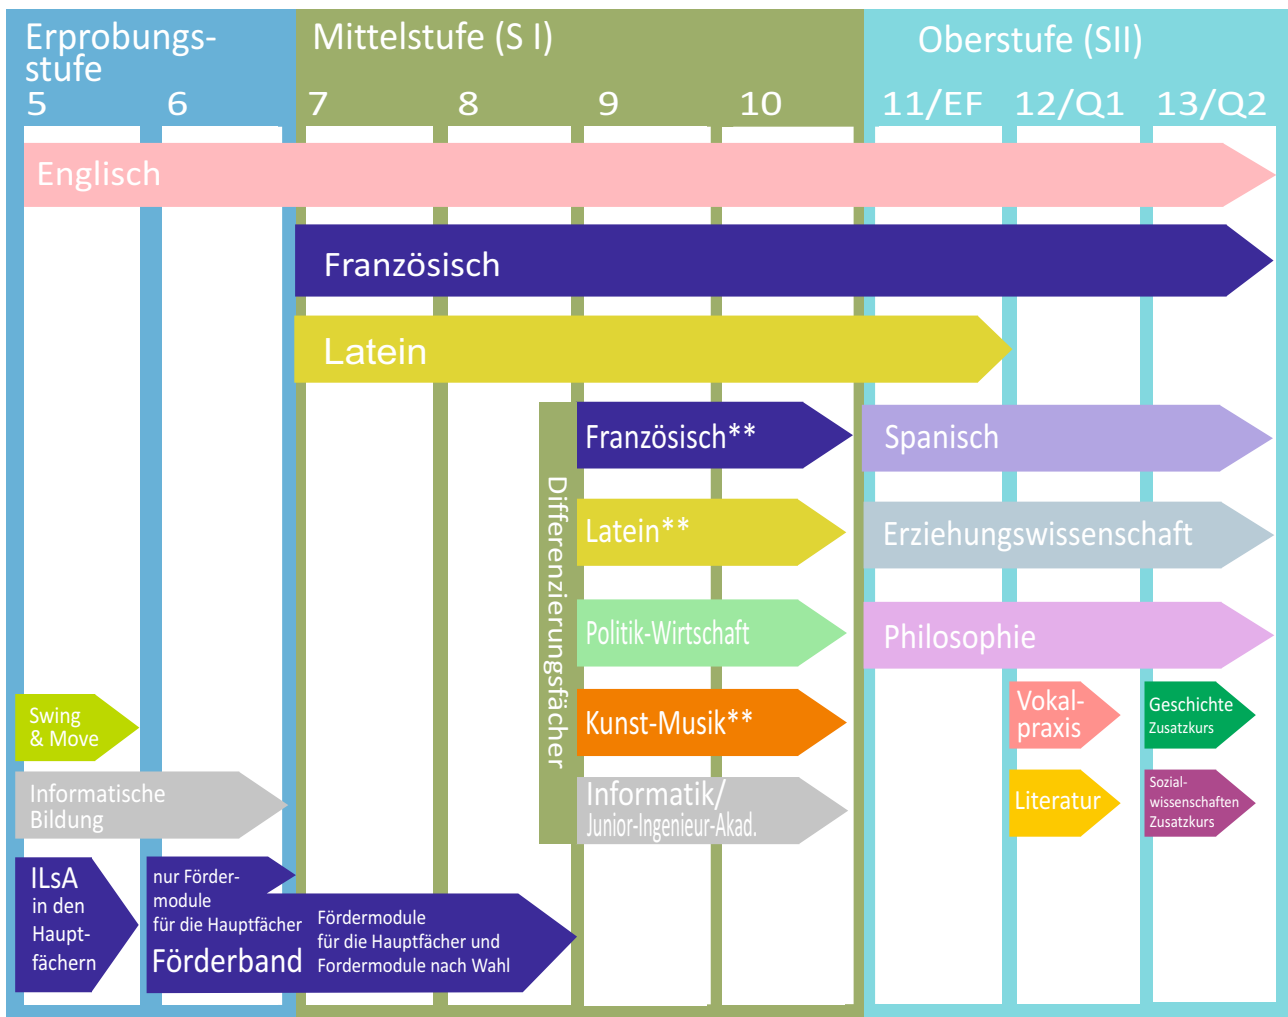 Erprobungs-
stufe
Mittelstufe (S I)
Oberstufe (SII)
5
6
7
8
9
10
11/EF
12/Q1
13/Q2
Englisch
Französisch
Latein
Differenzierungsfächer
Französisch**
Spanisch
Latein**
Erziehungswissenschaft
Politik-Wirtschaft
Philosophie
Swing
& Move
Kunst-Musik**
Vokal-
praxis
Geschichte
Zusatzkurs
Informatische
Bildung
Informatik/
Junior-Ingenieur-Akad.
Literatur
Sozial-
wissenschaften
Zusatzkurs
ILsA
in den
Haupt-
fächern
nur Förder-
module
für die Hauptfächer
Förderband
Fördermodule
für die Hauptfächer und
Fordermodule nach Wahl